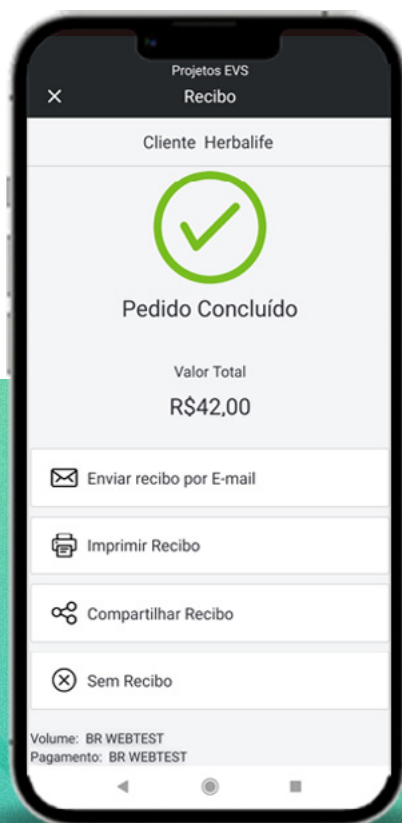 Projetos EVS
Recibo
Cliente Herbalife
Pedido Concluído
Valor Total
R$42,00
Enviar recibo por E-mail
Imprimir Recibo
Compartilhar Recibo
Sem Recibo
Volume: BR WEBTEST
Pagamento: BR WEBTEST